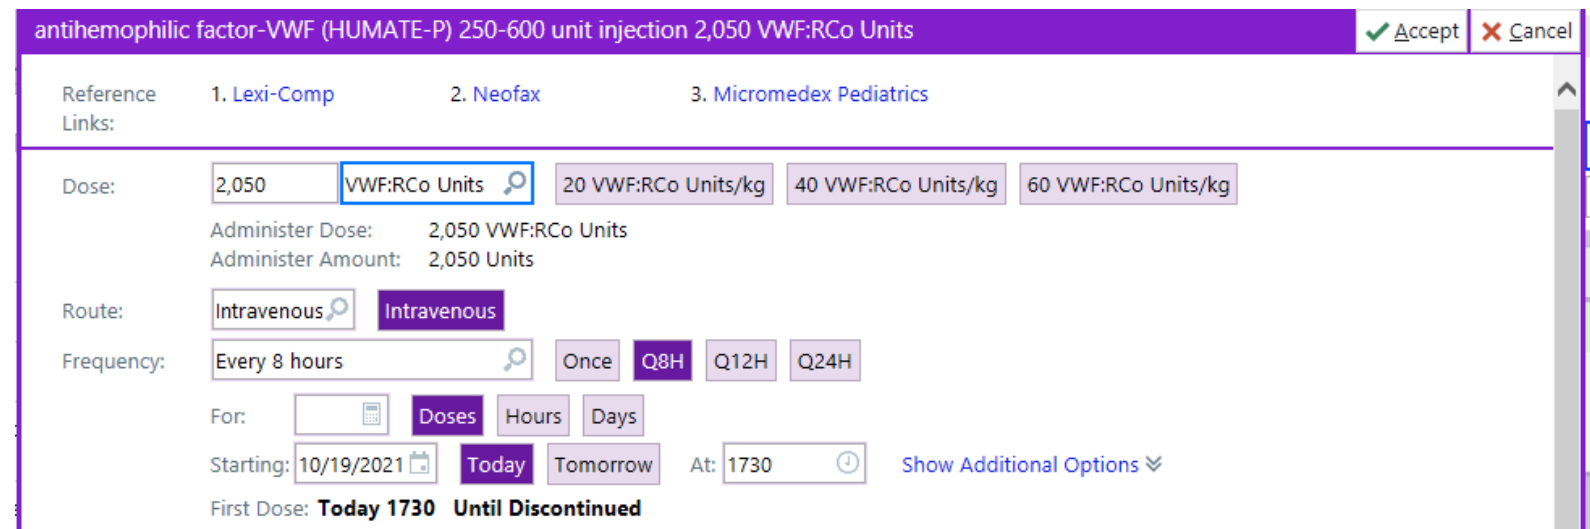 antihemophilic factor-VWF (HUMATE-P) 250-600 unit injection 2,050 VWF:RCo Units Accept Cancel
Reference Links: 1. Lexi-Comp 2. Neofax 3. Micromedex Pediatrics
Dose: 2,050 VWF:RCo Units 20 VWF:RCo Units/kg 40 VWF:RCo Units/kg 60 VWF:RCo Units/kg
Administer Dose: 2,050 VWF:RCo Units
Administer Amount: 2,050 Units
Route: Intravenous Intravenous
Frequency: Every 8 hours Once Q8H Q12H Q24H
For: Doses Hours Days
Starting: 10/19/2021 Today Tomorrow At: 1730 Show Additional Options
First Dose: Today 1730 Until Discontinued